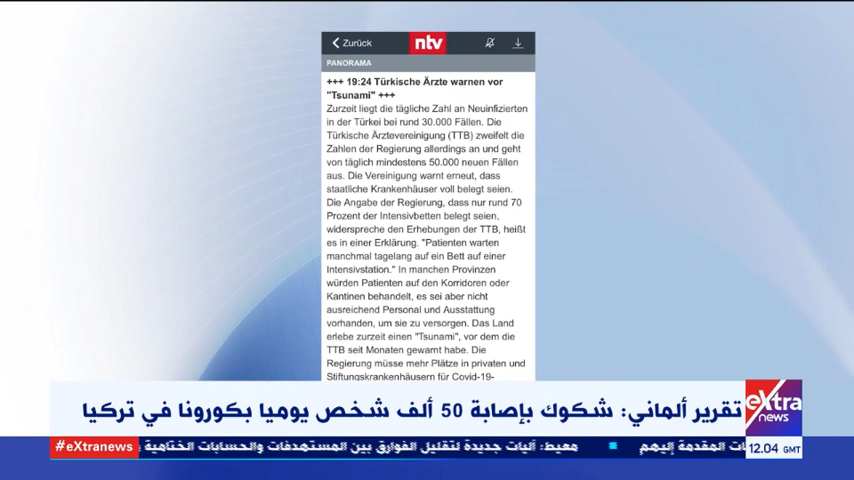 Zurück
ntv
PANORAMA
+++ 19:24 Türkische Ärzte warnen vor
"Tsunami" +++
Zurzeit liegt die tägliche Zahl an Neuinfizierten
in der Türkei bei rund 30.000 Fällen. Die
Türkische Ärztevereinigung (TTB) zweifelt die
Zahlen der Regierung allerdings an und geht
von täglich mindestens 50.000 neuen Fällen
aus. Die Vereinigung warnt erneut, dass
staatliche Krankenhäuser voll belegt seien.
Die Angabe der Regierung, dass nur rund 70
Prozent der Intensivbetten belegt seien,
widerspreche den Erhebungen der TTB, heißt
es in einer Erklärung. "Patienten warten
manchmal tagelang auf ein Bett auf einer
Intensivstation." In manchen Provinzen
würden Patienten auf den Korridoren oder
Kantinen behandelt, es sei aber nicht
ausreichend Personal und Ausstattung
vorhanden, um sie zu versorgen. Das Land
erlebe zurzeit einen "Tsunami", vor dem die
TTB seit Monaten gewarnt habe. Die
Regierung müsse mehr Plätze in privaten und
Stiftungskrankenhäusern für Covid-19-
تقرير ألماني: شكوك بإصابة 50 ألف شخص يوميا بكورونا في تركيا
eXtra
news
12.04 GMT
ات المقدمة إليهم
معيط: آليات جديدة لتقليل الفوارق بين المستهدفات والحسابات الختامية
#eXtranews